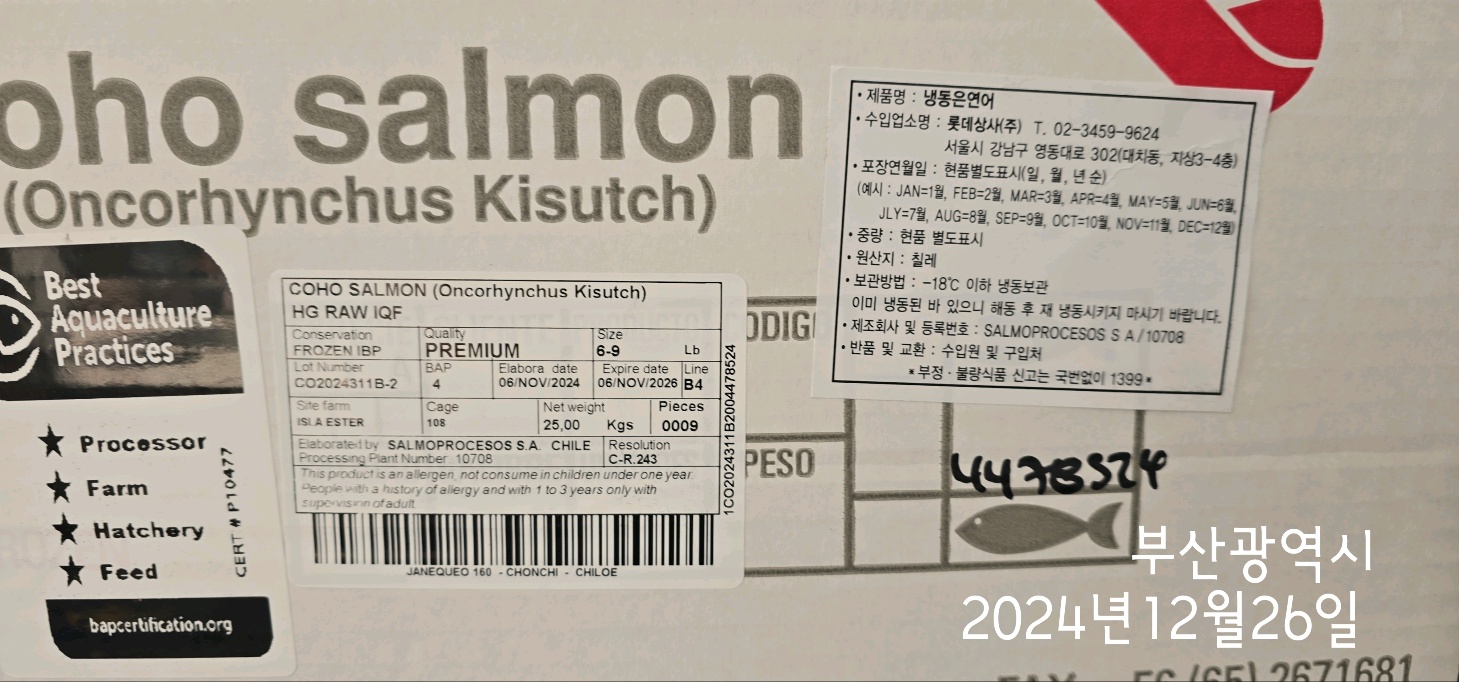 oho salmon
(Oncorhynchus Kisutch)
Best
Aquaculture
Practices
Processor
Farm
Hatchery
Feed
CERT # P10477
bapcertification.org
COHO SALMON (Oncorhynchus Kisutch)
HG RAW IQF
Conservation Quality Size
FROZEN IBP PREMIUM 6-9 Lb
Lot Number BAP Elabora date Expire date Line
CO2024311B-2 4 06/NOV/2024 06/NOV/2026 B4
Site farm Cage Net weight Pieces
ISLA ESTER 108 25,00 Kgs 0009
Elaborated by SALMOPROCESOS S.A. CHILE Resolution
Processing Plant Number 10708 C-R.243
This product is an allergen, not consume in children under one year.
People with a history of allergy and with 1 to 3 years only with
supervision of adult
JANEQUEO 160 - CHONCHI - CHILOE
1CO2024311B2004478524
ODIG
PESO
4478524
• 제품명 : 냉동은연어
• 수입업소명 : 롯데상사(주) T. 02-3459-9624
서울시 강남구 영동대로 302(대치동, 지상3-4층)
• 포장연월일 : 현품별도표시(일, 월, 년 순)
(예시 : JAN=1월, FEB=2월, MAR=3월, APR=4월, MAY=5월, JUN=6월,
JLY=7월, AUG=8월, SEP=9월, OCT=10월, NOV=11월, DEC=12월)
• 중량 : 현품 별도표시
• 원산지 : 칠레
• 보관방법 : -18℃ 이하 냉동보관
이미 냉동된 바 있으니 해동 후 재 냉동시키지 마시기 바랍니다.
• 제조회사 및 등록번호 : SALMOPROCESOS S A/10708
• 반품 및 교환 : 수입원 및 구입처
*부정·불량식품 신고는 국번없이 1399*
부산광역시
2024년12월26일
(65) 2671681